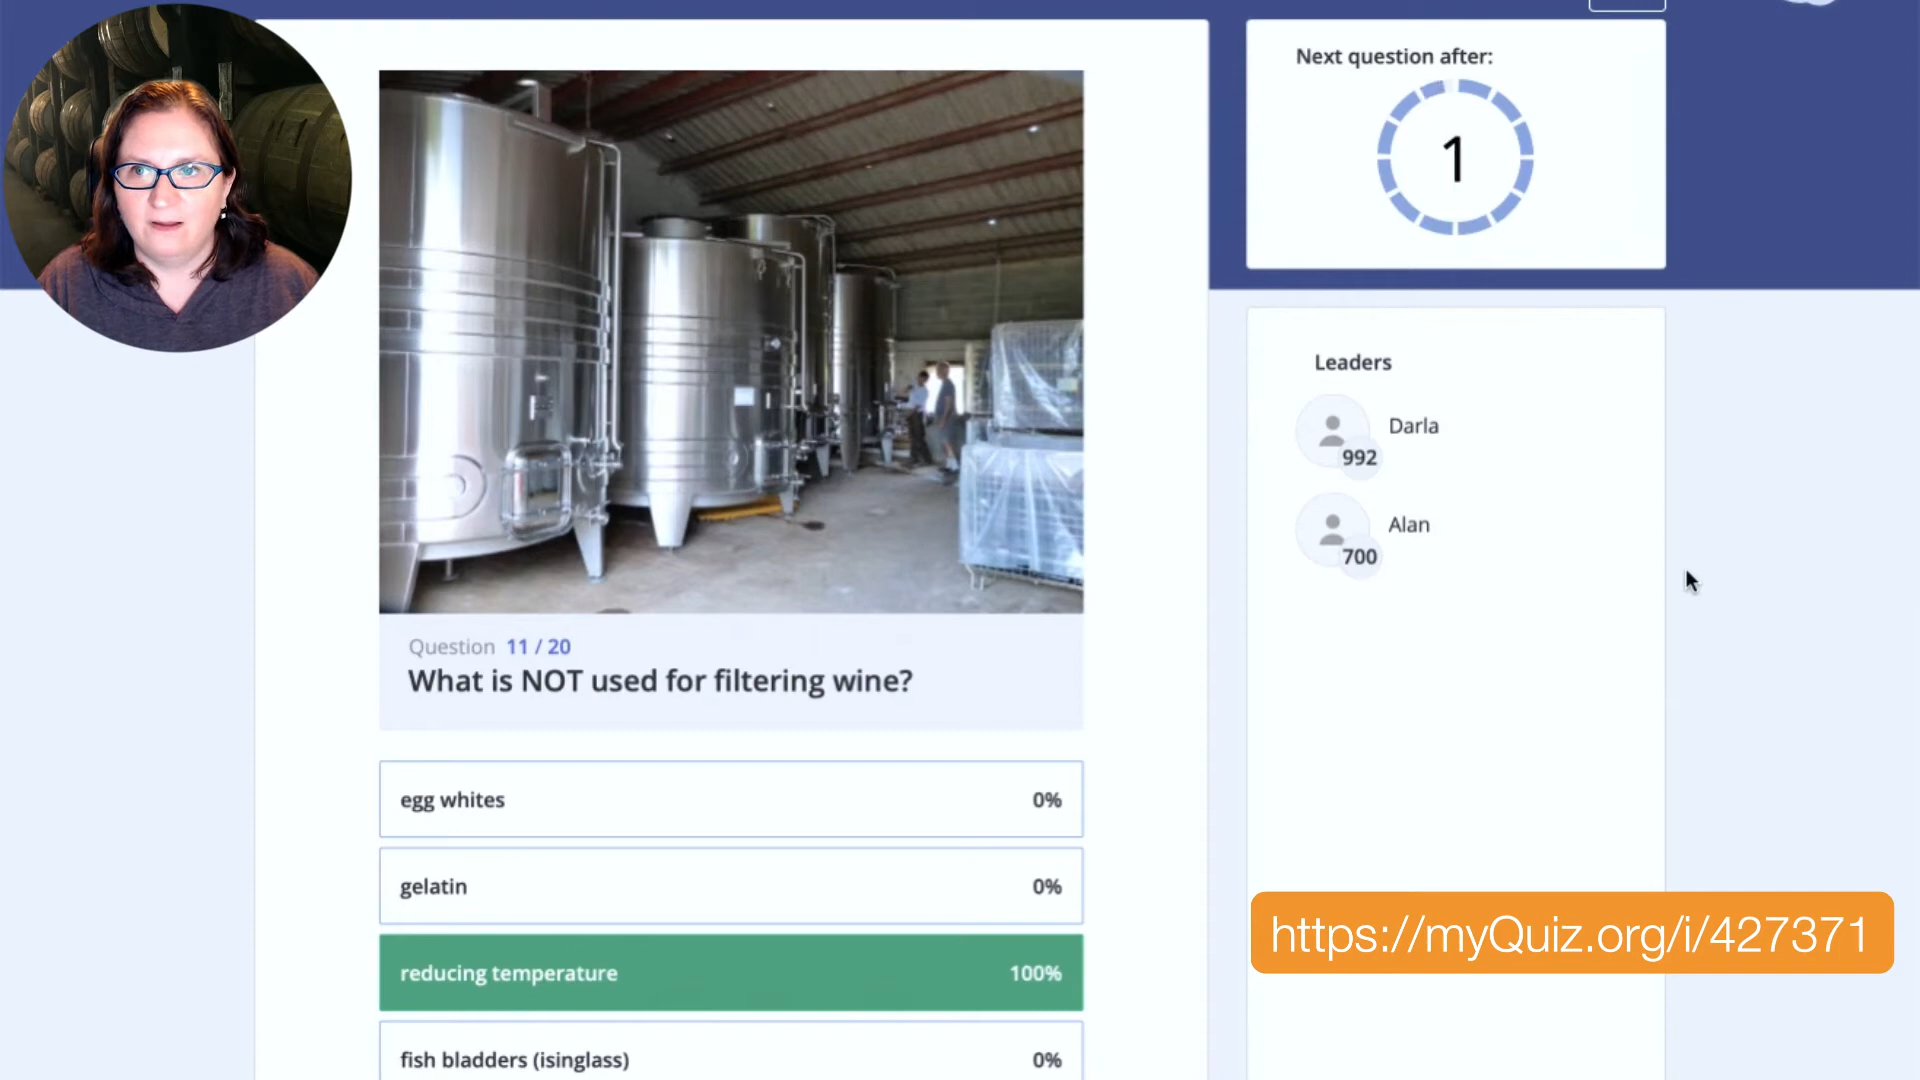 Next question after:
1
Leaders
Darla
992
Alan
700
Question 11 / 20
What is NOT used for filtering wine?
egg whites 0%
gelatin 0%
reducing temperature 100%
fish bladders (isinglass) 0%
https://myQuiz.org/i/427371